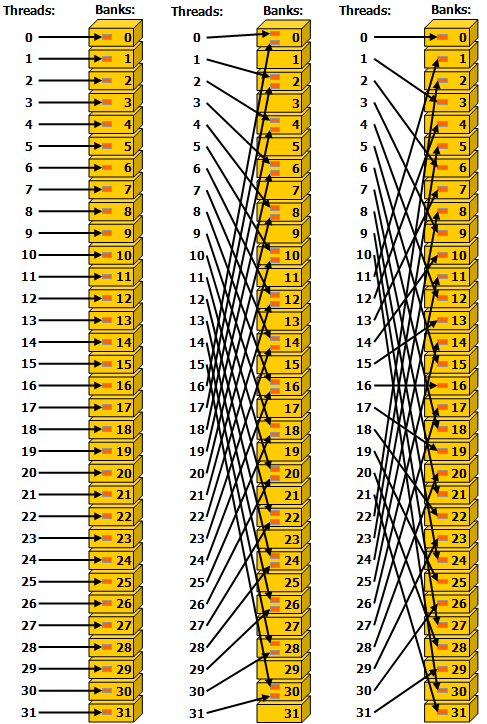 Threads: Banks: Threads: Banks: Threads: Banks:
0 0 0 0 0 0
1 1 1 1 1 1
2 2 2 2 2 2
3 3 3 3 3 3
4 4 4 4 4 4
5 5 5 5 5 5
6 6 6 6 6 6
7 7 7 7 7 7
8 8 8 8 8 8
9 9 9 9 9 9
10 10 10 10 10 10
11 11 11 11 11 11
12 12 12 12 12 12
13 13 13 13 13 13
14 14 14 14 14 14
15 15 15 15 15 15
16 16 16 16 16 16
17 17 17 17 17 17
18 18 18 18 18 18
19 19 19 19 19 19
20 20 20 20 20 20
21 21 21 21 21 21
22 22 22 22 22 22
23 23 23 23 23 23
24 24 24 24 24 24
25 25 25 25 25 25
26 26 26 26 26 26
27 27 27 27 27 27
28 28 28 28 28 28
29 29 29 29 29 29
30 30 30 30 30 30
31 31 31 31 31 31